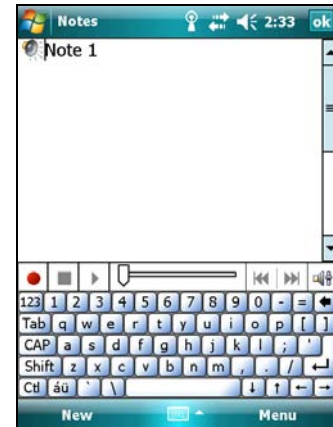 Notes 2:33 ok
Note 1
123 1 2 3 4 5 6 7 8 9 0 - =
Tab q w e r t y u i o p [ ]
CAP a s d f g h j k l ; '
Shift z x c v b n m , . /
Ctl áü ` \
New Menu